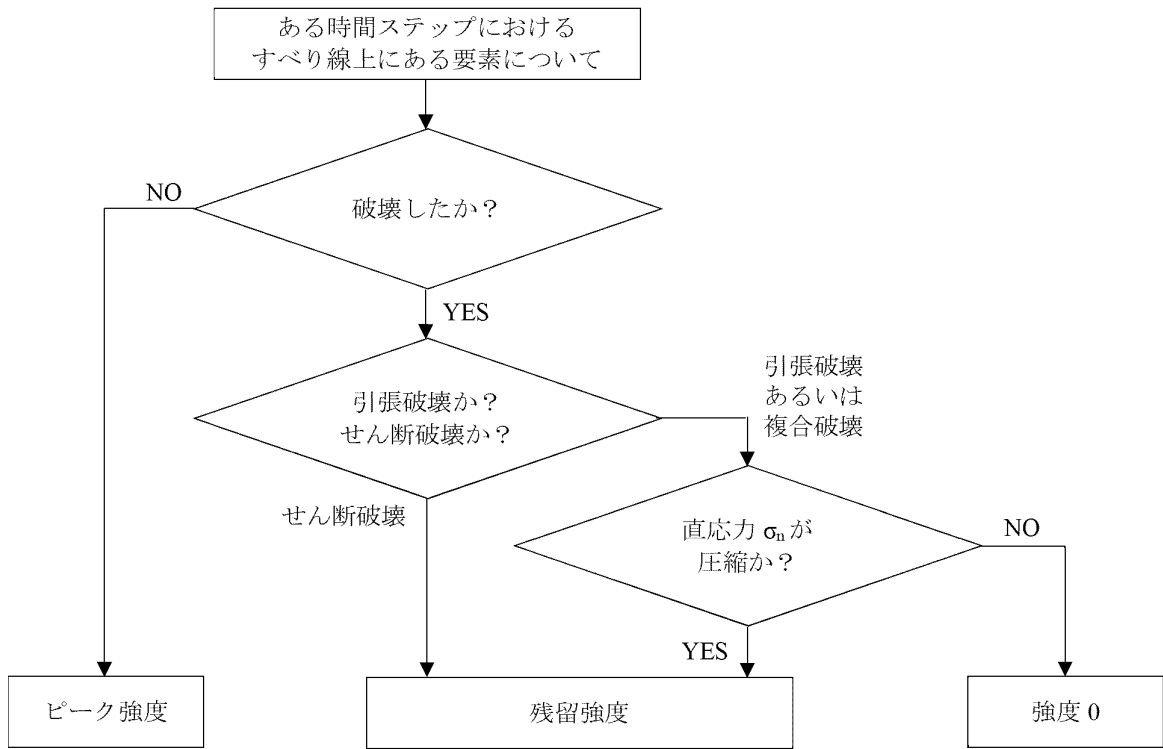 ある時間ステップにおける
すべり線上にある要素について
破壊したか？
NO
YES
引張破壊か？
せん断破壊か？
引張破壊
あるいは
複合破壊
せん断破壊
直応力 σₙ が
圧縮か？
NO
YES
ピーク強度
残留強度
強度 0